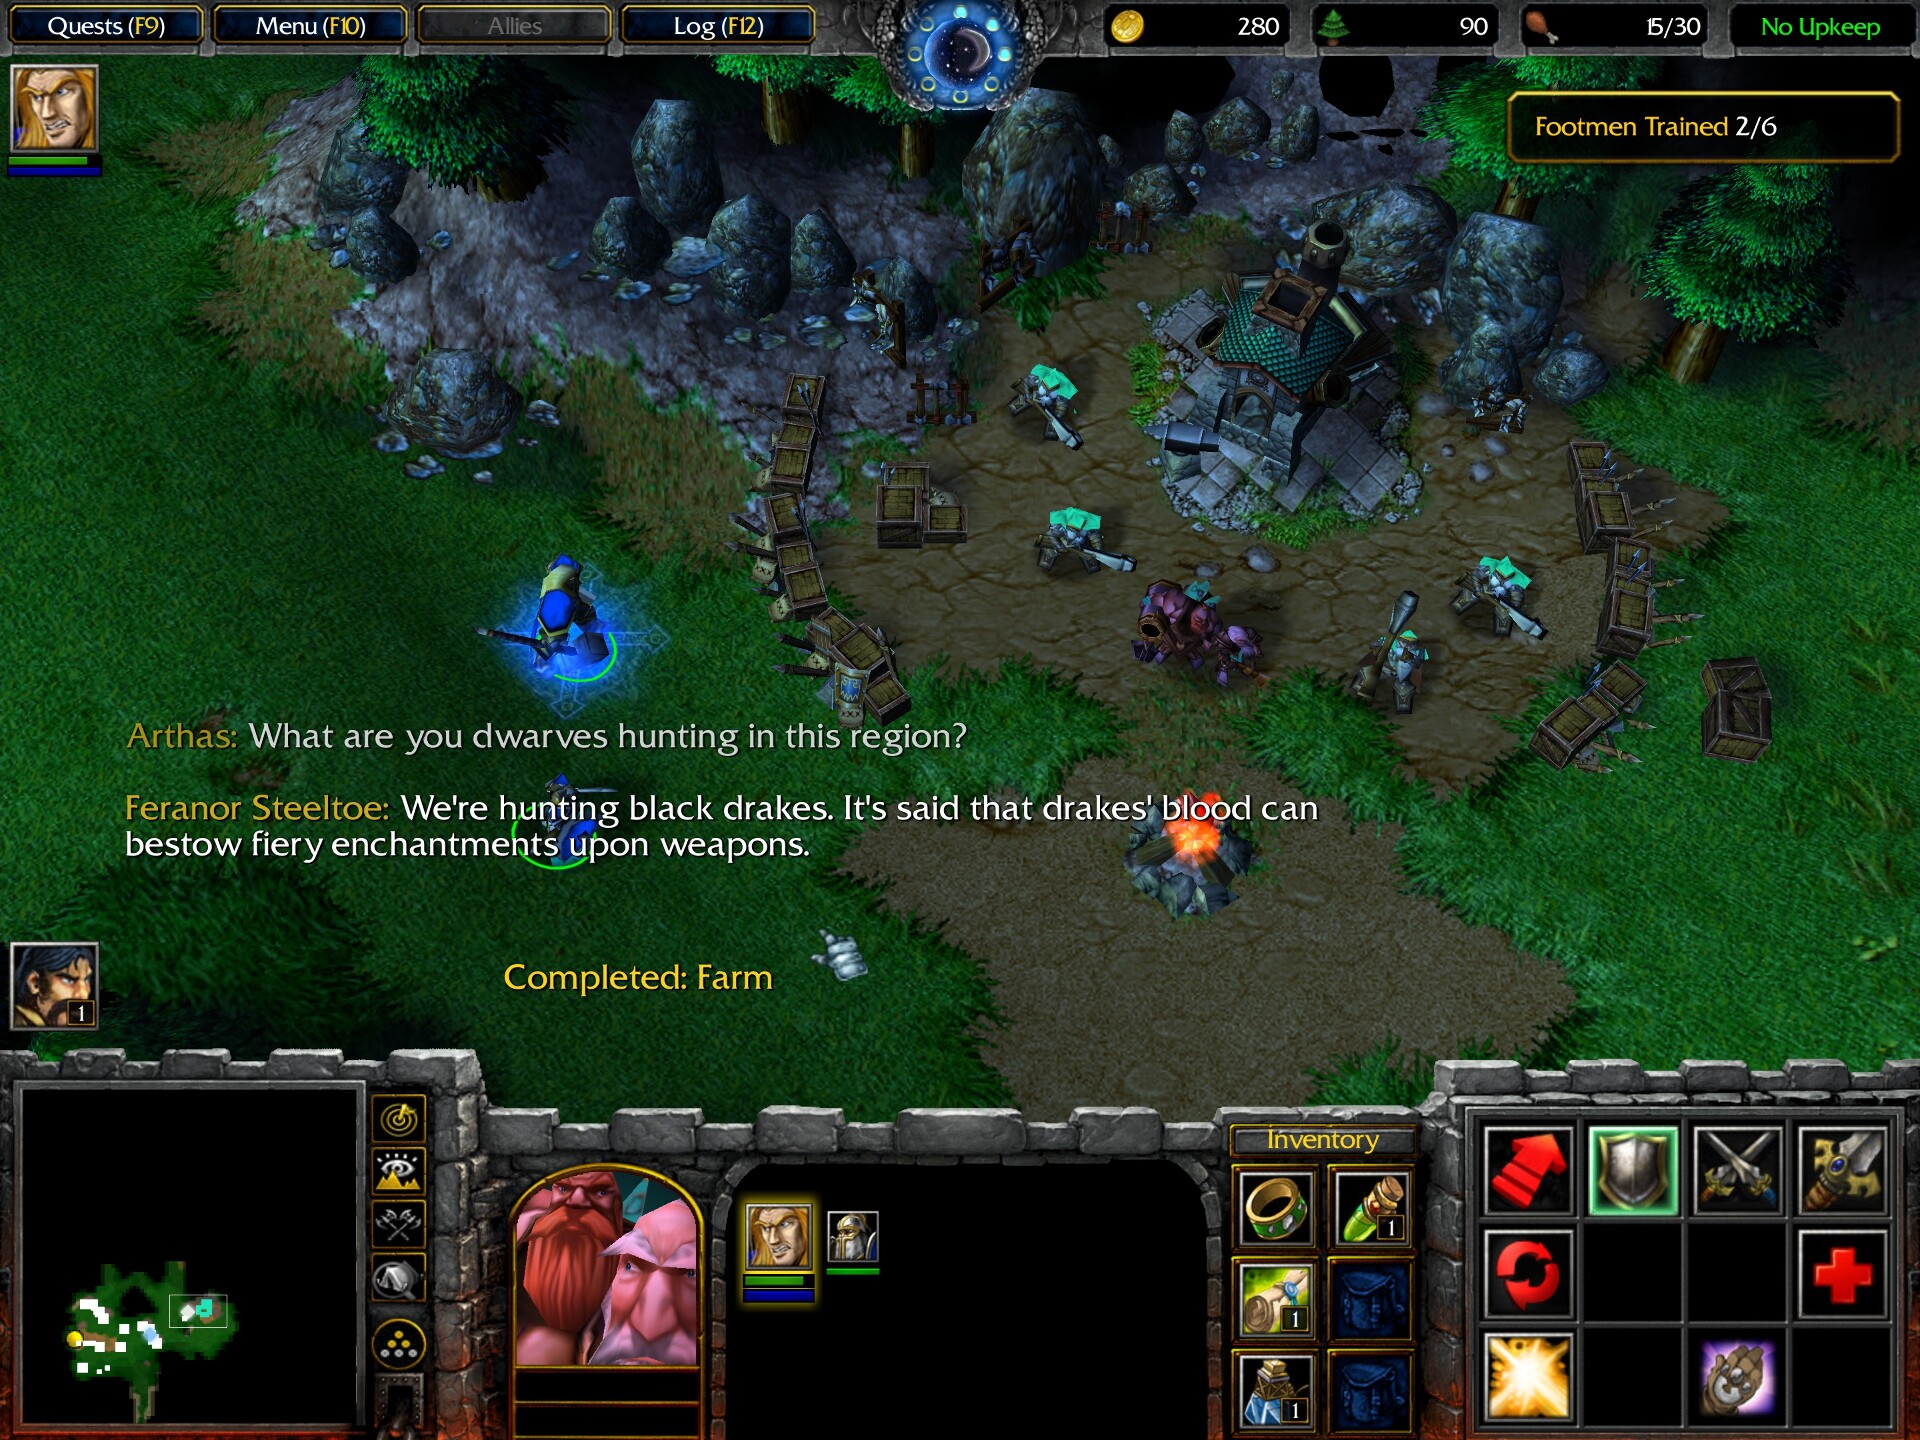 Quests (F9)
Menu (F10)
Allies
Log (F12)
280
90
15/30
No Upkeep
Footmen Trained 2/6
Arthas: What are you dwarves hunting in this region?
Feranor Steeltoe: We're hunting black drakes. It's said that drakes' blood can
bestow fiery enchantments upon weapons.
Completed: Farm
1
Inventory
1
1
1